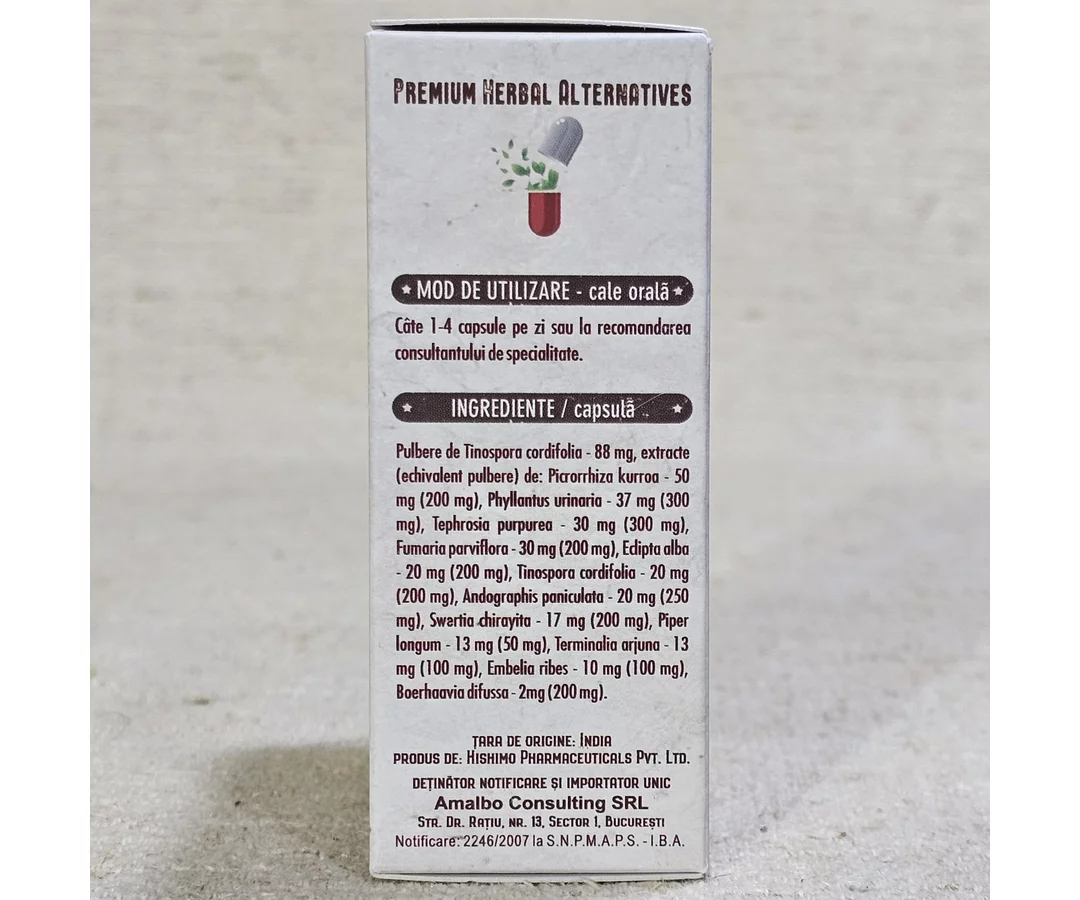 PREMIUM HERBAL ALTERNATIVES
MOD DE UTILIZARE - cale orală
Câte 1-4 capsule pe zi sau la recomandarea
consultantului de specialitate.
INGREDIENTE / capsulă
Pulbere de Tinospora cordifolia - 88 mg, extracte
(echivalent pulbere) de: Picrorrhiza kurroa - 50
mg (200 mg), Phyllantus urinaria - 37 mg (300
mg), Tephrosia purpurea - 30 mg (300 mg),
Fumaria parviflora - 30 mg (200 mg), Eclipta alba
- 20 mg (200 mg), Tinospora cordifolia - 20 mg
(200 mg), Andographis paniculata - 20 mg (250
mg), Swertia chirayita - 17 mg (200 mg), Piper
longum - 13 mg (50 mg), Terminalia arjuna - 13
mg (100 mg), Embelia ribes - 10 mg (100 mg),
Boerhaavia difussa - 2mg (200 mg).
ȚARA DE ORIGINE: INDIA
PRODUS DE: HISHIMO PHARMACEUTICALS PVT. LTD.
DEȚINĂTOR NOTIFICARE ȘI IMPORTATOR UNIC
Amalbo Consulting SRL
STR. DR. RAȚIU, NR. 13, SECTOR 1, BUCUREȘTI
Notificare: 2246/2007 la S.N.P.M.A.P.S. - I.B.A.